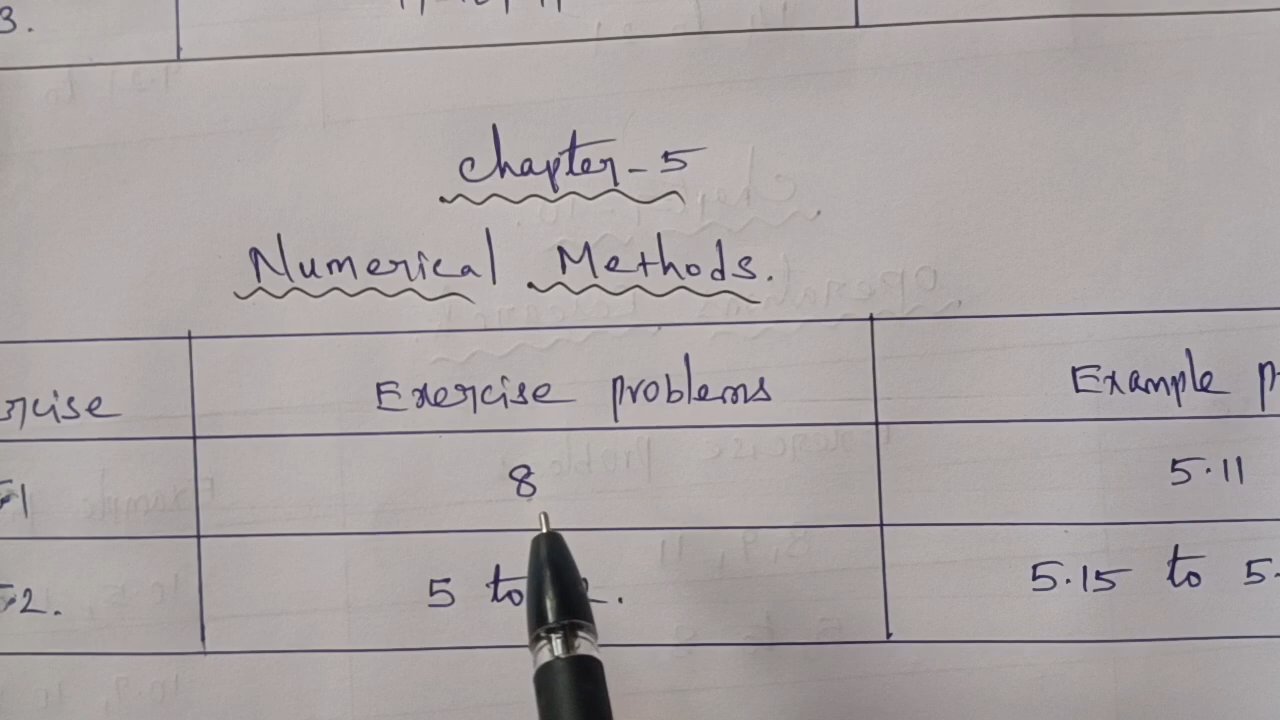 3.
Chapter - 5
Numerical Methods.
Exercise problems Example
8 5.11
5.15 to
5 to